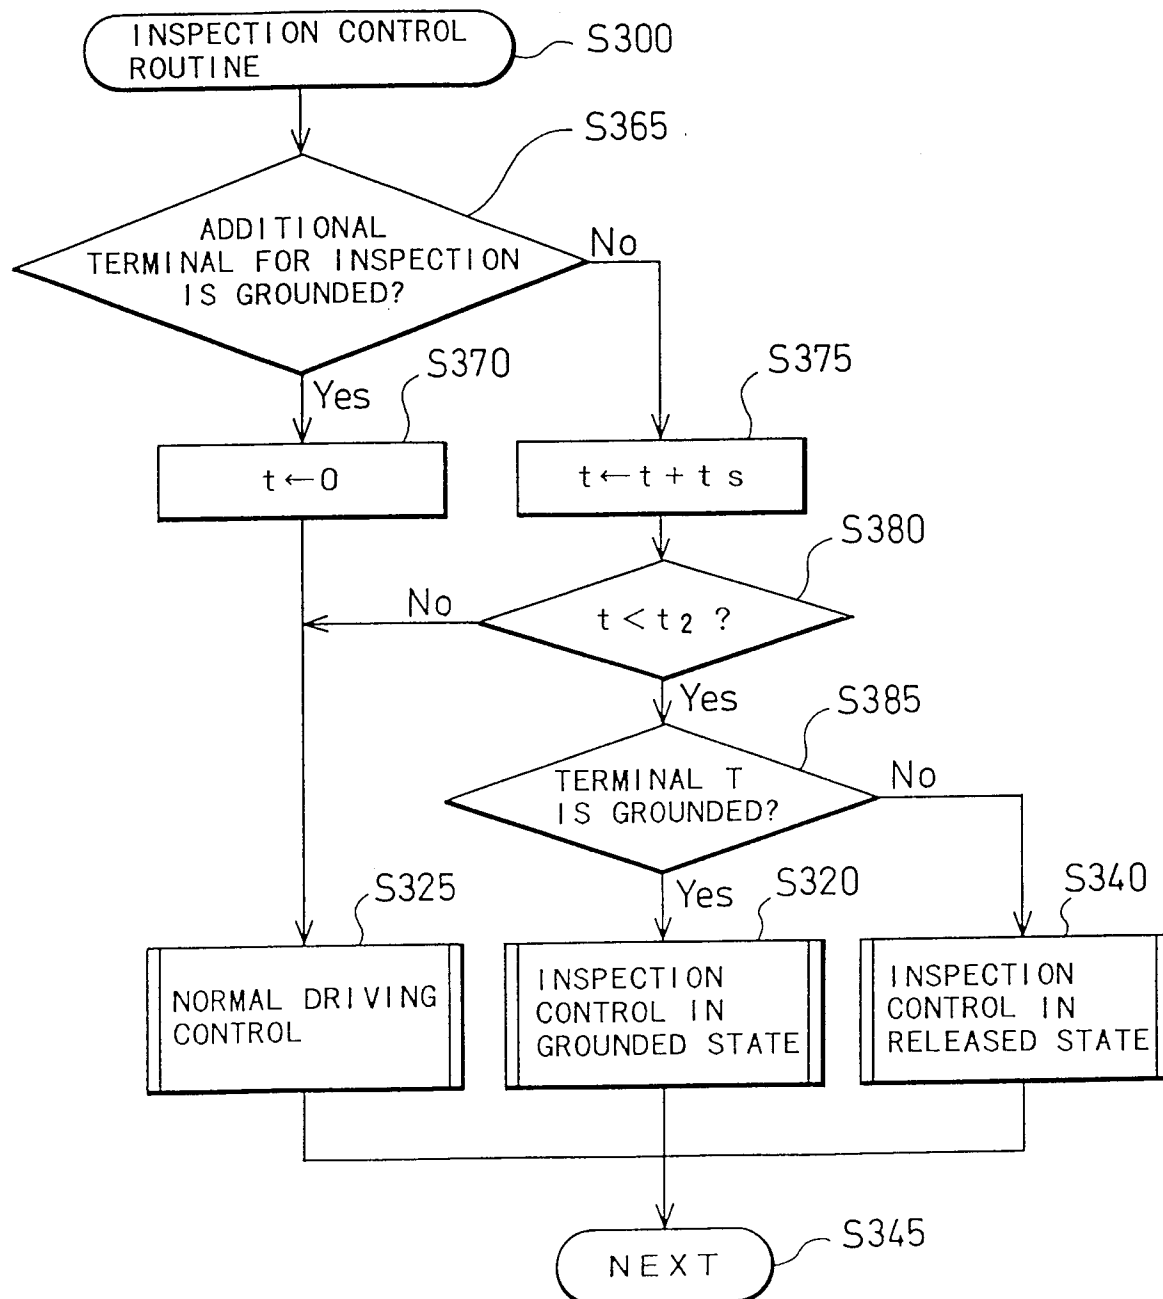 INSPECTION CONTROL
ROUTINE
S300
S365
ADDITIONAL
TERMINAL FOR INSPECTION
IS GROUNDED?
No
Yes
S370
S375
t←0
t←t+ts
S380
No
t<t2 ?
Yes
S385
TERMINAL T
IS GROUNDED?
No
Yes
S325
S320
S340
NORMAL DRIVING
CONTROL
INSPECTION
CONTROL IN
GROUNDED STATE
INSPECTION
CONTROL IN
RELEASED STATE
S345
NEXT